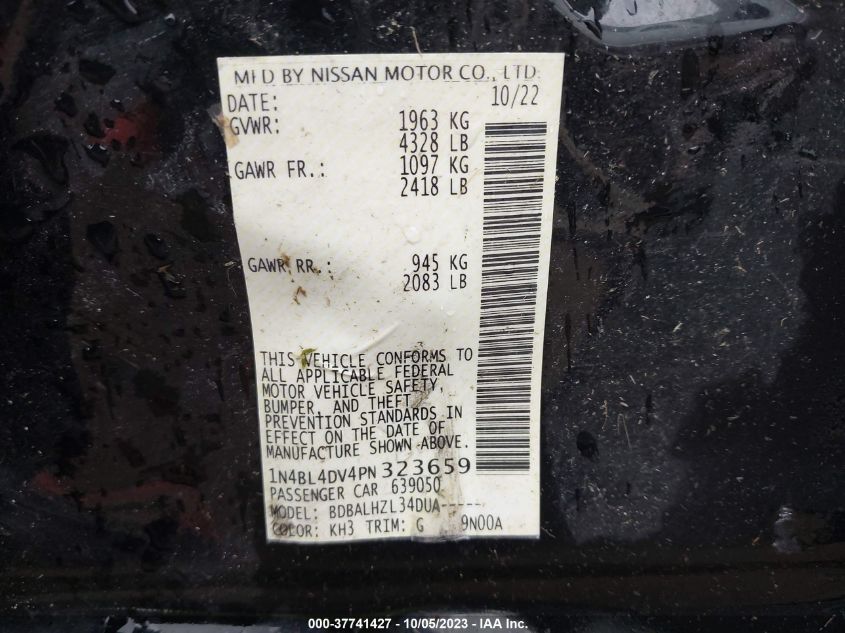 MFD BY NISSAN MOTOR CO., LTD.
DATE: 10/22
GVWR: 1963 KG
4328 LB
GAWR FR.: 1097 KG
2418 LB
GAWR RR.: 945 KG
2083 LB
THIS VEHICLE CONFORMS TO
ALL APPLICABLE FEDERAL
MOTOR VEHICLE SAFETY,
BUMPER, AND THEFT
PREVENTION STANDARDS IN
EFFECT ON THE DATE OF
MANUFACTURE SHOWN ABOVE.
1N4BL4DV4PN323659
PASSENGER CAR 639050
MODEL: BDBALHZL34DUA-----
COLOR: KH3 TRIM: G 9N00A
000-37741427 - 10/05/2023 - IAA Inc.